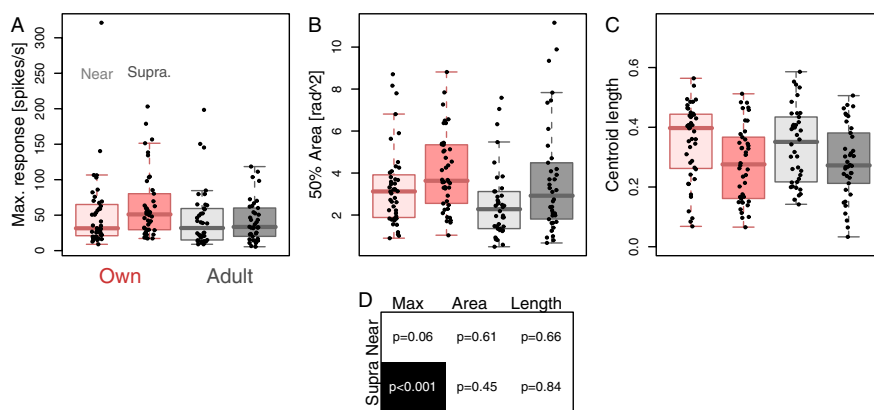 A
Max. response [spikes/s]
0 50 100 150 200 250 300
Near
Supra.
Own
Adult
B
50% Area [rad^2]
2 4 6 8 10
C
Centroid length
0.0 0.2 0.4 0.6
D
Max Area Length
Near
p=0.06 p=0.61 p=0.66
Supra
p<0.001 p=0.45 p=0.84